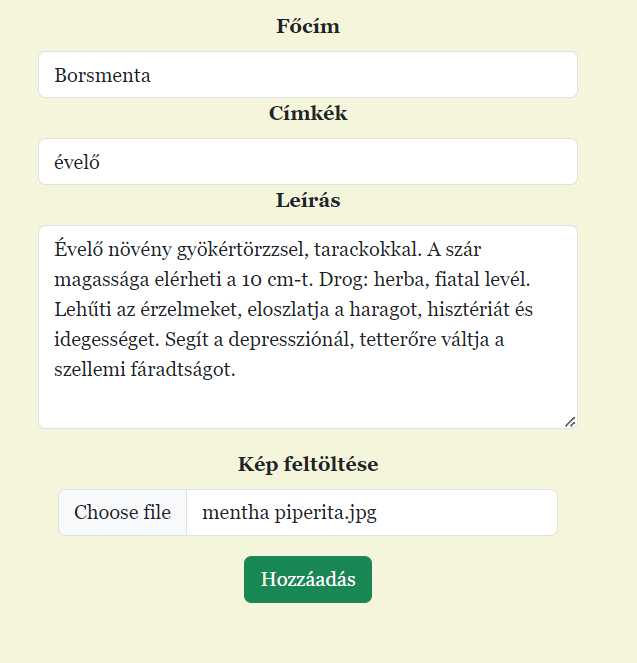 Főcím
Borsmenta
Címkék
évelő
Leírás
Évelő növény gyökértörzzsel, tarackokkal. A szár
magassága elérheti a 10 cm-t. Drog: herba, fiatal levél.
Lehűti az érzelmeket, eloszlatja a haragot, hisztériát és
idegességet. Segít a depressziónál, tetterőre váltja a
szellemi fáradtságot.
Kép feltöltése
Choose file mentha piperita.jpg
Hozzáadás